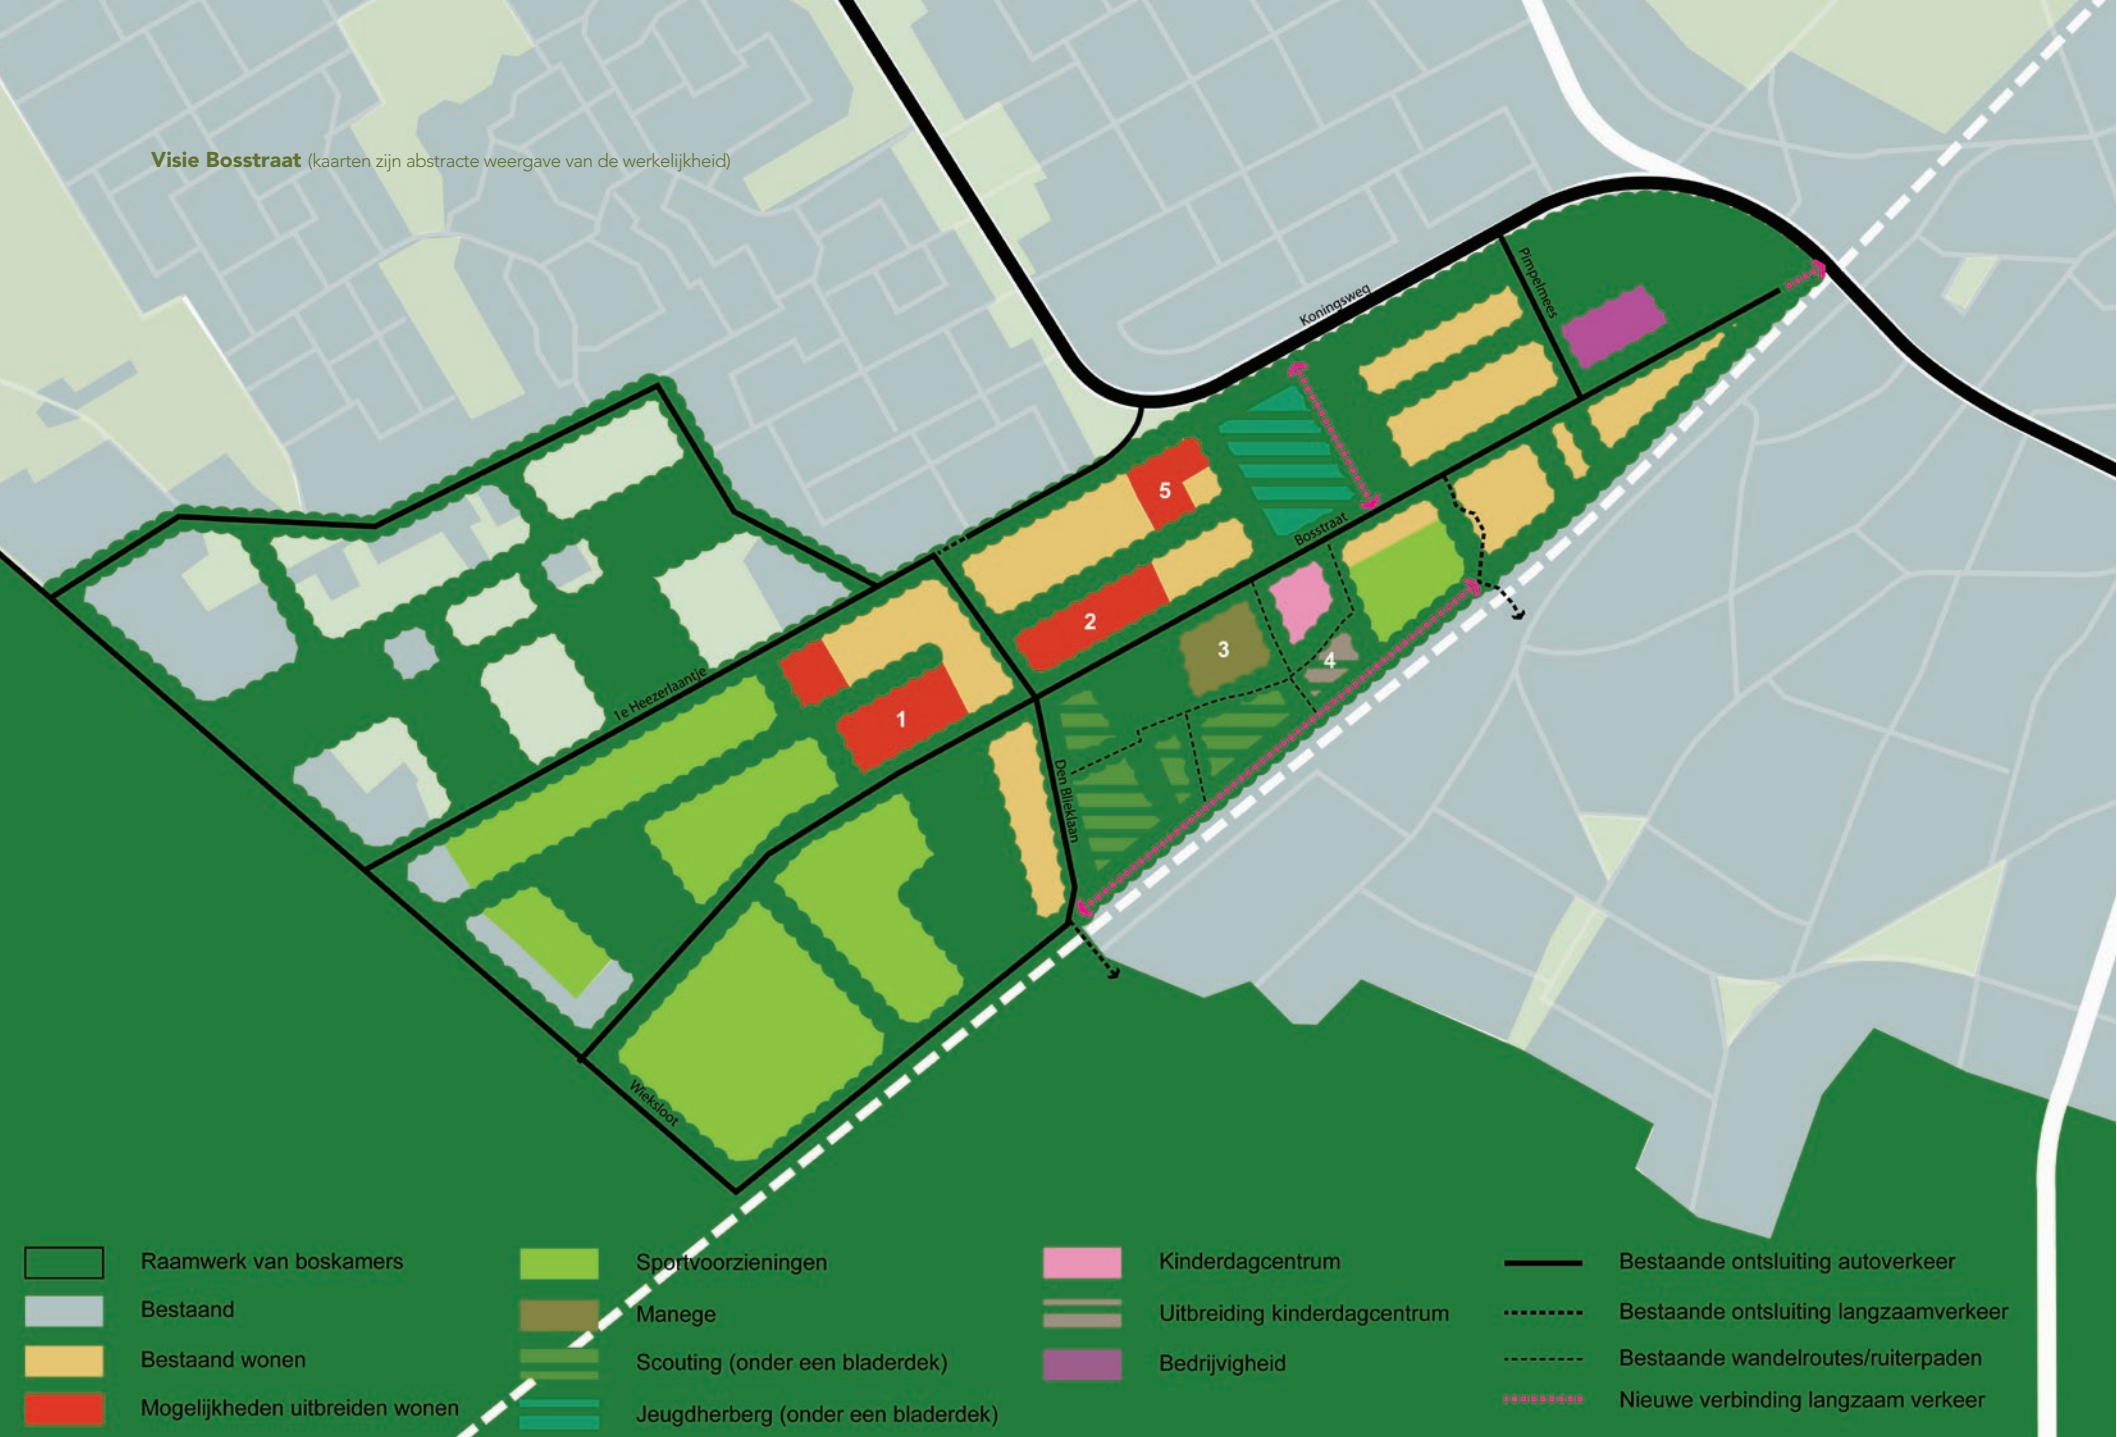 Visie Bosstraat (kaarten zijn abstracte weergave van de werkelijkheid)
Koningsweg
Pimpelmees
Bosstraat
5
2
3
4
1
1e Heezerlaantje
Den Blieklaan
Wieksloot
Raamwerk van boskamers
Bestaand
Bestaand wonen
Mogelijkheden uitbreiden wonen
Sportvoorzieningen
Manege
Scouting (onder een bladerdek)
Jeugdherberg (onder een bladerdek)
Kinderdagcentrum
Uitbreiding kinderdagcentrum
Bedrijvigheid
Bestaande ontsluiting autoverkeer
Bestaande ontsluiting langzaamverkeer
Bestaande wandelroutes/ruiterpaden
Nieuwe verbinding langzaam verkeer